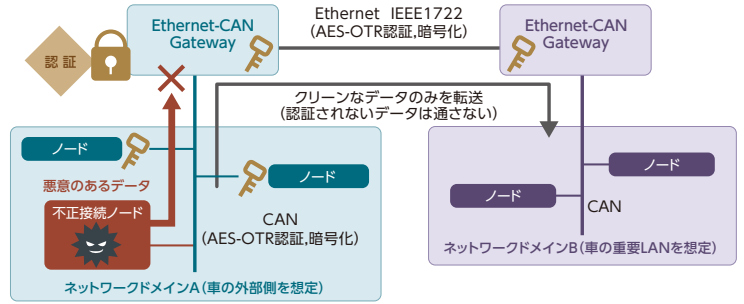 Ethernet-CAN
Gateway
Ethernet IEEE1722
(AES-OTR認証,暗号化)
Ethernet-CAN
Gateway
認証
クリーンなデータのみを転送
(認証されないデータは通さない)
ノード
ノード
悪意のあるデータ
不正接続ノード
CAN
(AES-OTR認証,暗号化)
ネットワークドメインA(車の外部側を想定)
ノード
ノード
CAN
ネットワークドメインB(車の重要LANを想定)